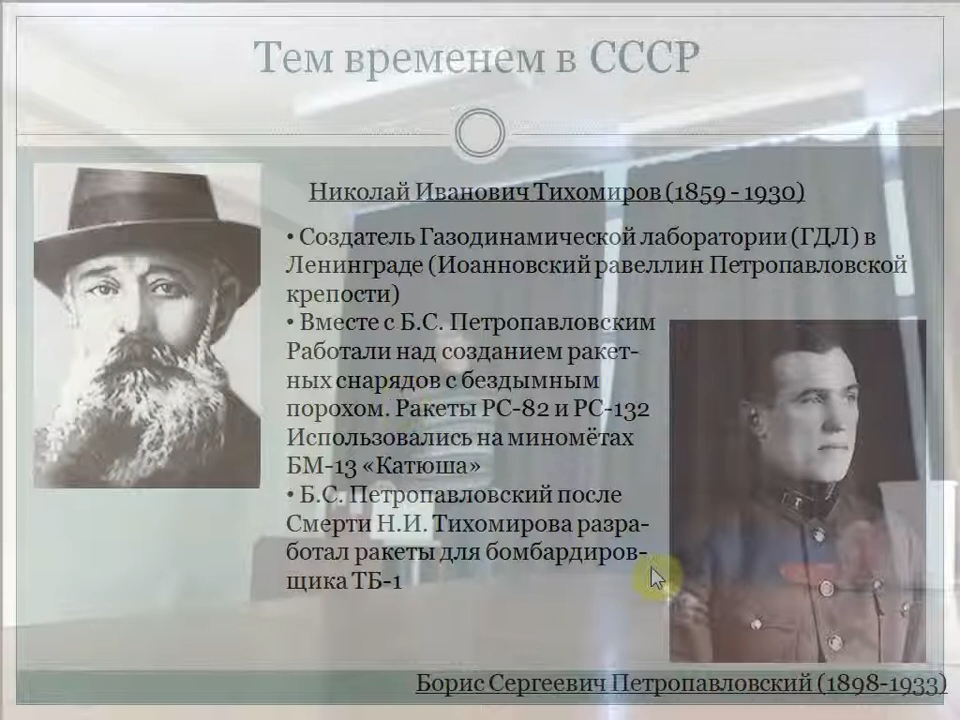 Тем временем в СССР
Николай Иванович Тихомиров (1859 - 1930)
• Создатель Газодинамической лаборатории (ГДЛ) в
Ленинграде (Иоанновский равеллин Петропавловской
крепости)
• Вместе с Б.С. Петропавловским
Работали над созданием ракет-
ных снарядов с бездымным
порохом. Ракеты РС-82 и РС-132
Использовались на миномётах
БМ-13 «Катюша»
• Б.С. Петропавловский после
Смерти Н.И. Тихомирова разра-
ботал ракеты для бомбардиров-
щика ТБ-1
Борис Сергеевич Петропавловский (1898-1933)